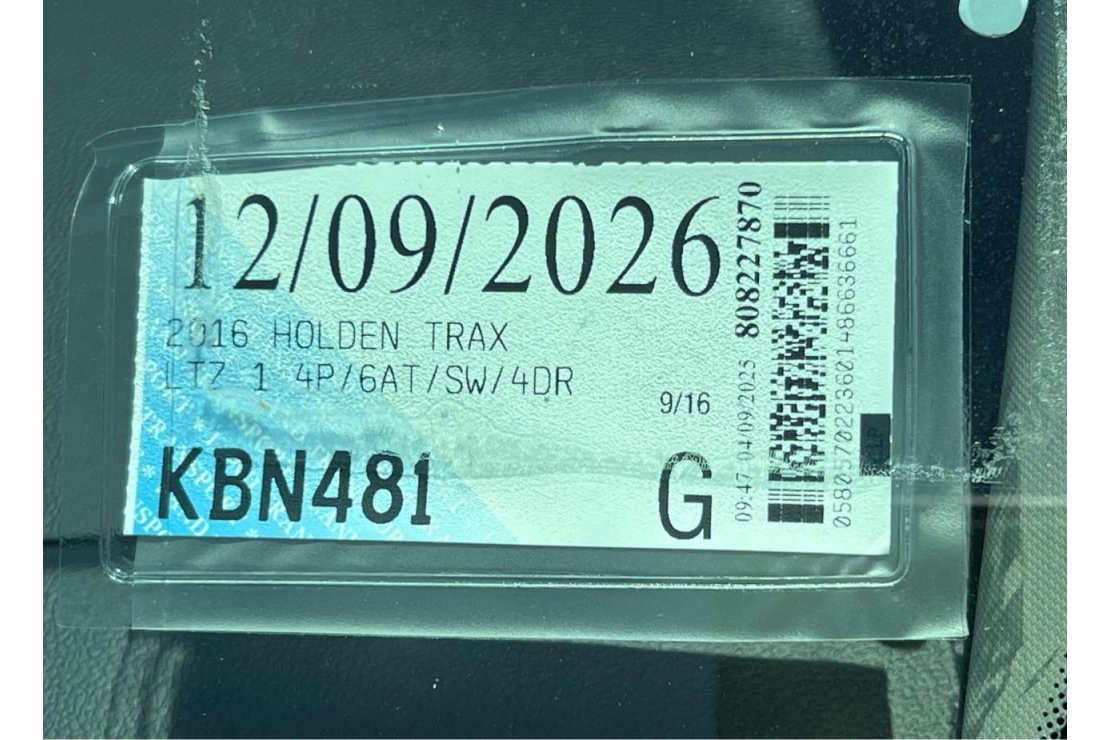 12/09/2026
2016 HOLDEN TRAX
LTZ 1 4P/6AT/SW/4DR
9/16
KBN481
G
09:47 04/09/2025 808227870
0580570223601486636661